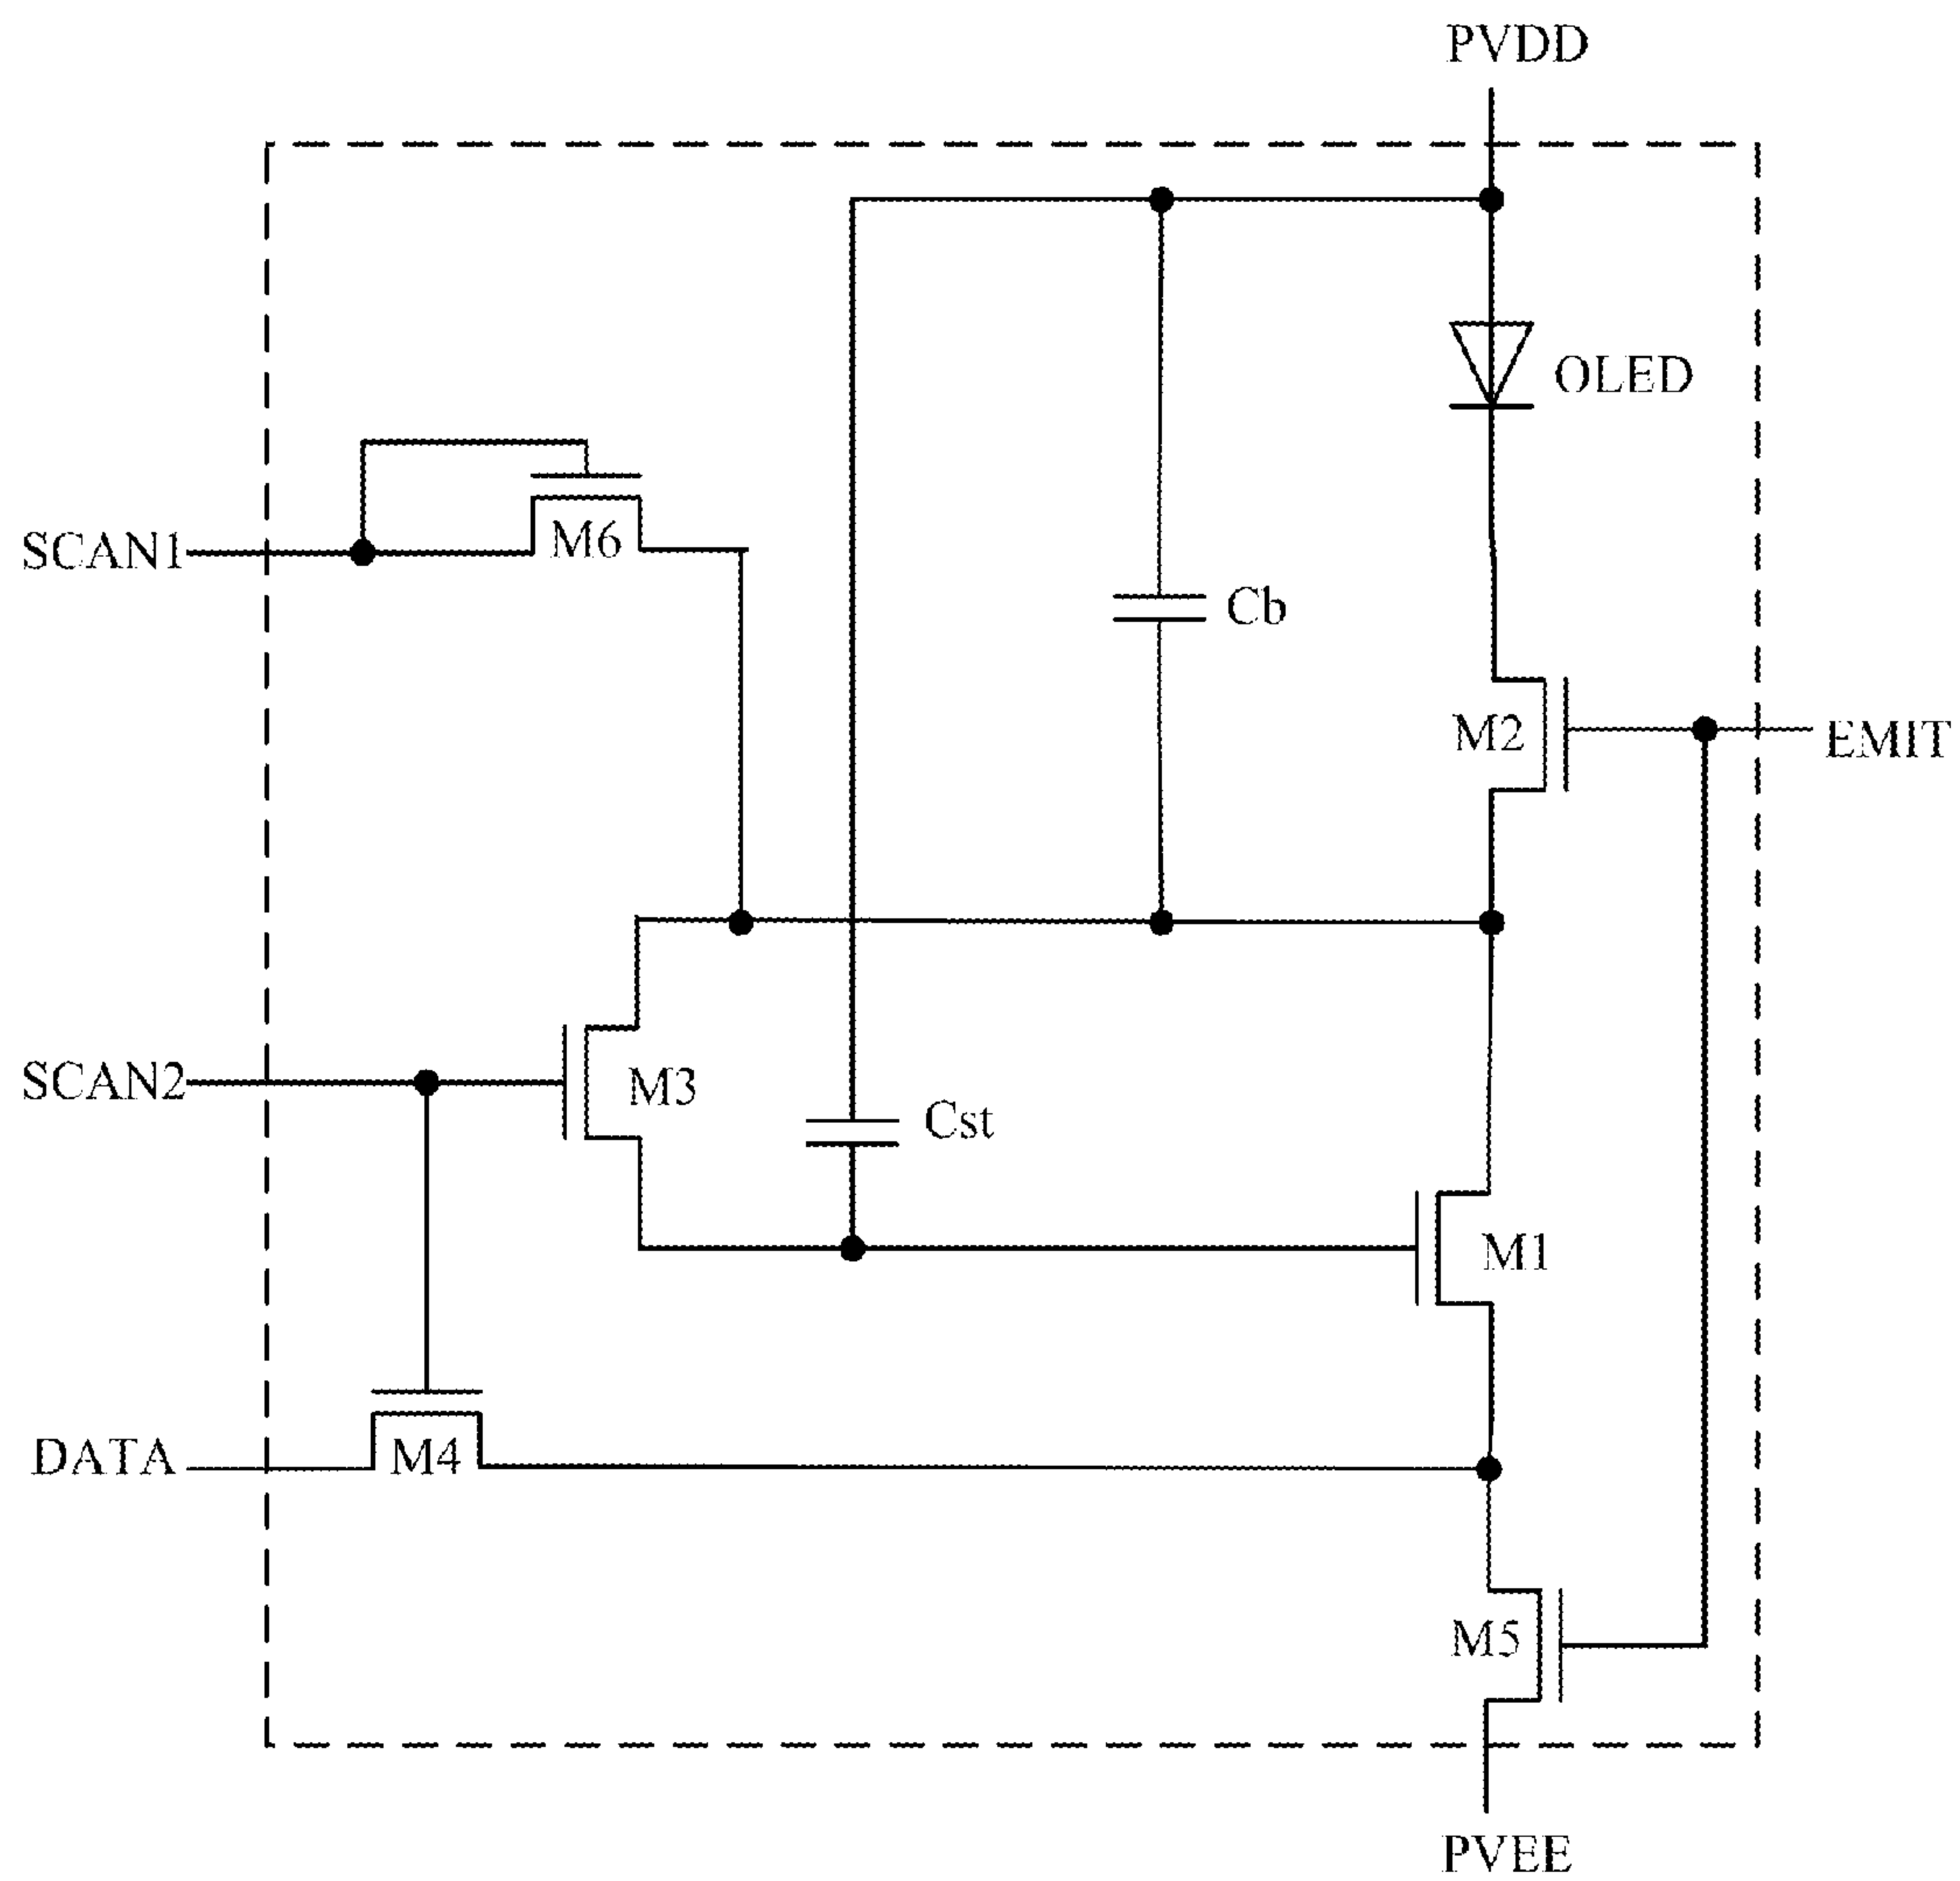 PVDD
OLED
SCAN1
M6
Cb
M2
EMIT
SCAN2
M3
Cst
M1
DATA
M4
M5
PVEE